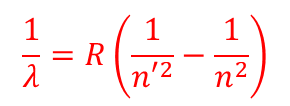 1/λ = R (1/n′² − 1/n²)